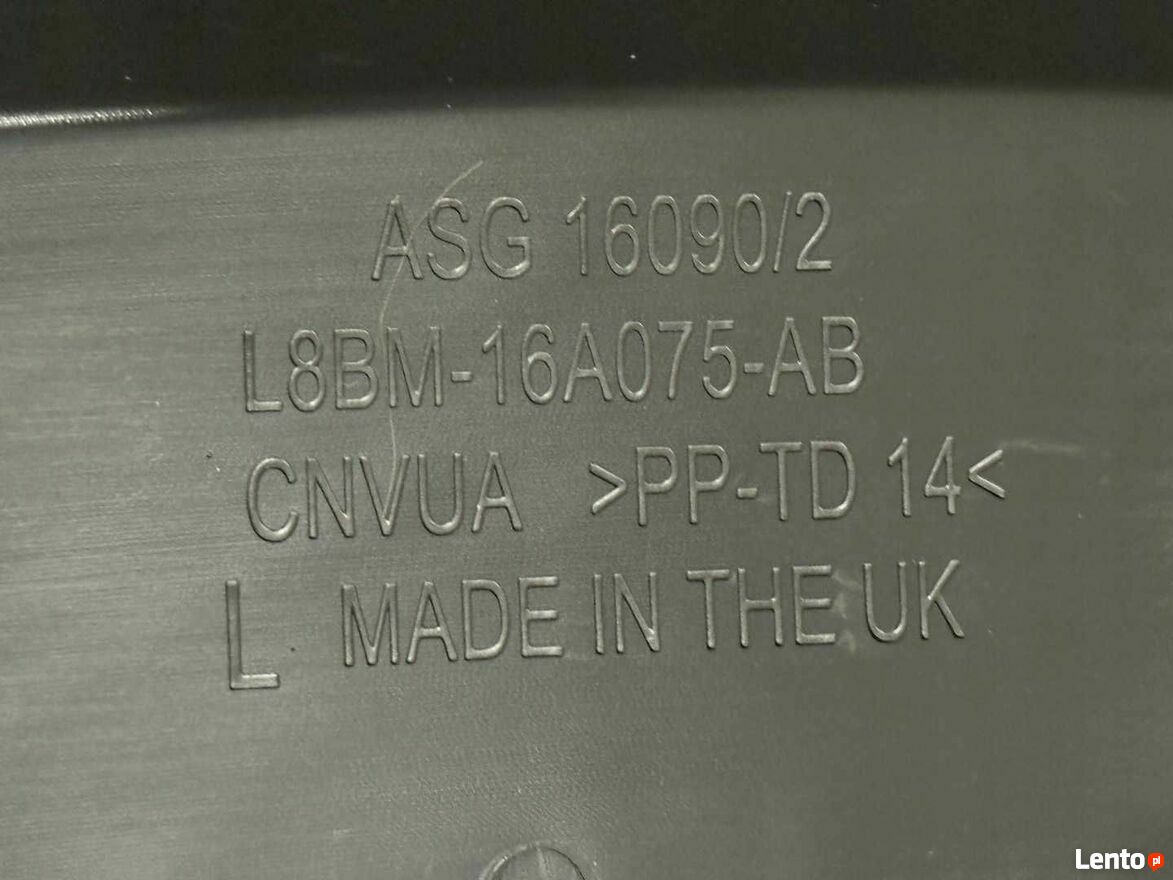 ASG 16090/2
L8BM-16A075-AB
CNVUA >PP-TD 14<
L MADE IN THE UK
Lento pl